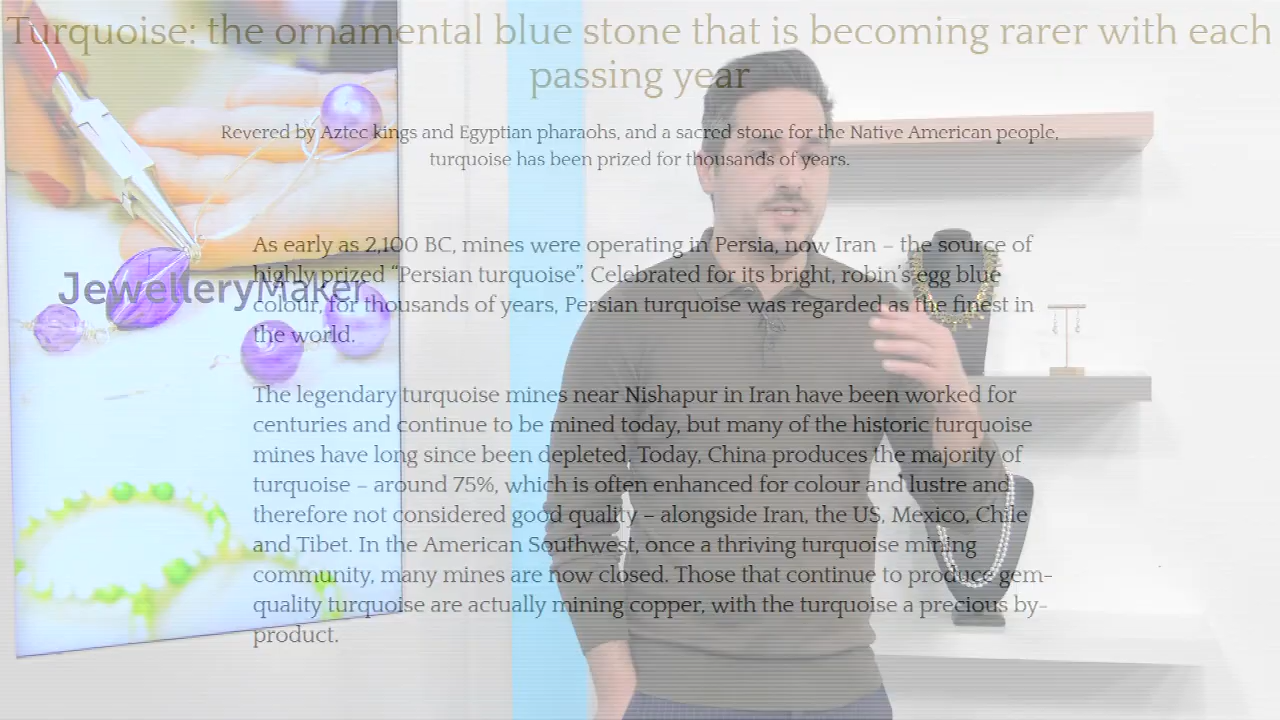 Turquoise: the ornamental blue stone that is becoming rarer with each
passing year
Revered by Aztec kings and Egyptian pharaohs, and a sacred stone for the Native American people,
turquoise has been prized for thousands of years.
As early as 2,100 BC, mines were operating in Persia, now Iran – the source of
highly prized “Persian turquoise”. Celebrated for its bright, robin’s egg blue
colour, for thousands of years, Persian turquoise was regarded as the finest in
the world.
JewelleryMaker
The legendary turquoise mines near Nishapur in Iran have been worked for
centuries and continue to be mined today, but many of the historic turquoise
mines have long since been depleted. Today, China produces the majority of
turquoise – around 75%, which is often enhanced for colour and lustre and
therefore not considered good quality – alongside Iran, the US, Mexico, Chile
and Tibet. In the American Southwest, once a thriving turquoise mining
community, many mines are now closed. Those that continue to produce gem-
quality turquoise are actually mining copper, with the turquoise a precious by-
product.